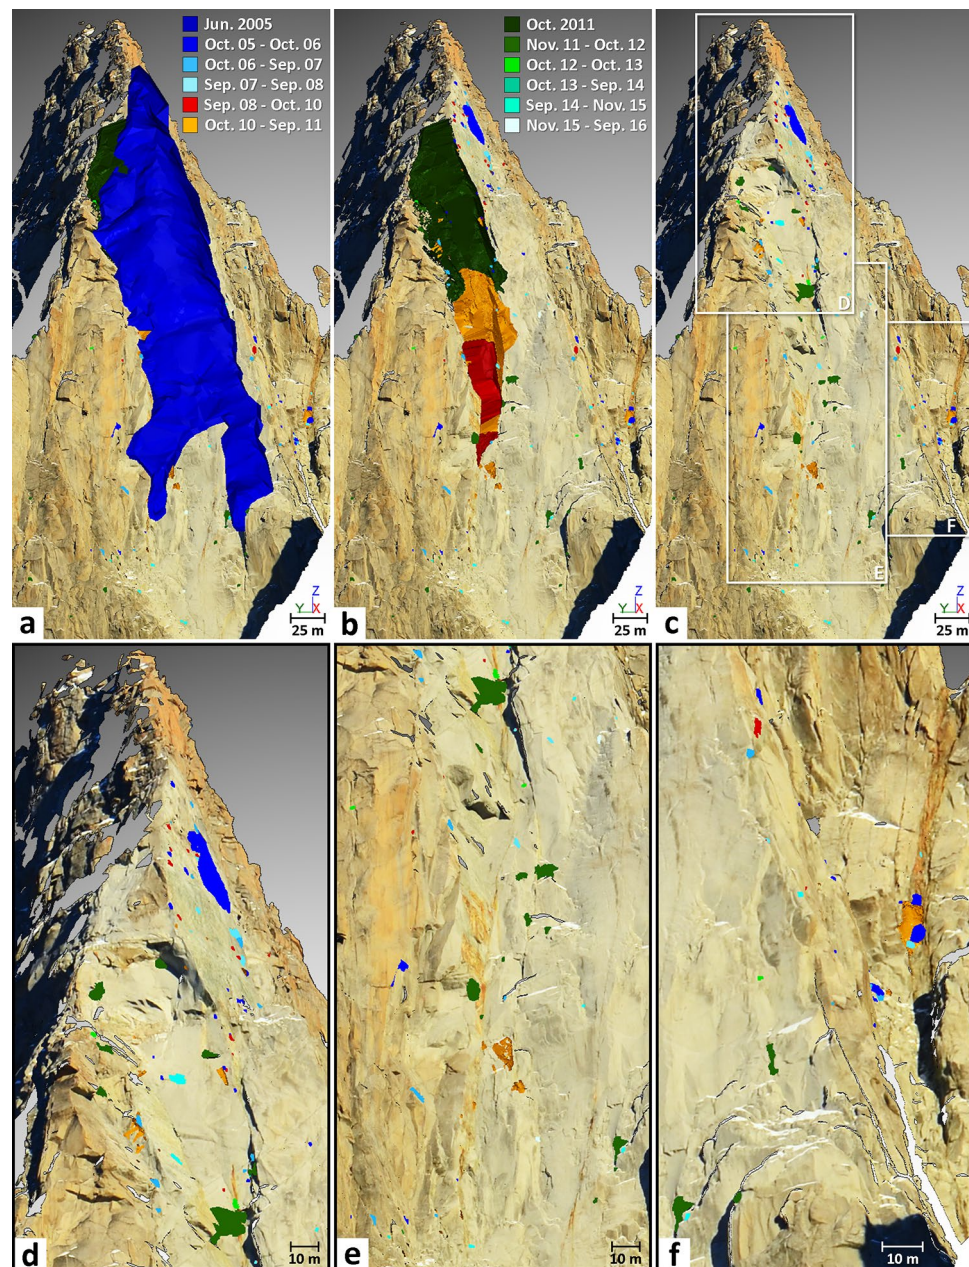 Jun. 2005
Oct. 05 - Oct. 06
Oct. 06 - Sep. 07
Sep. 07 - Sep. 08
Sep. 08 - Oct. 10
Oct. 10 - Sep. 11
Oct. 2011
Nov. 11 - Oct. 12
Oct. 12 - Oct. 13
Oct. 13 - Sep. 14
Sep. 14 - Nov. 15
Nov. 15 - Sep. 16
D
E
F
Z
Y X
25 m
a
Z
Y X
25 m
b
Z
Y X
25 m
c
10 m
d
10 m
e
10 m
f